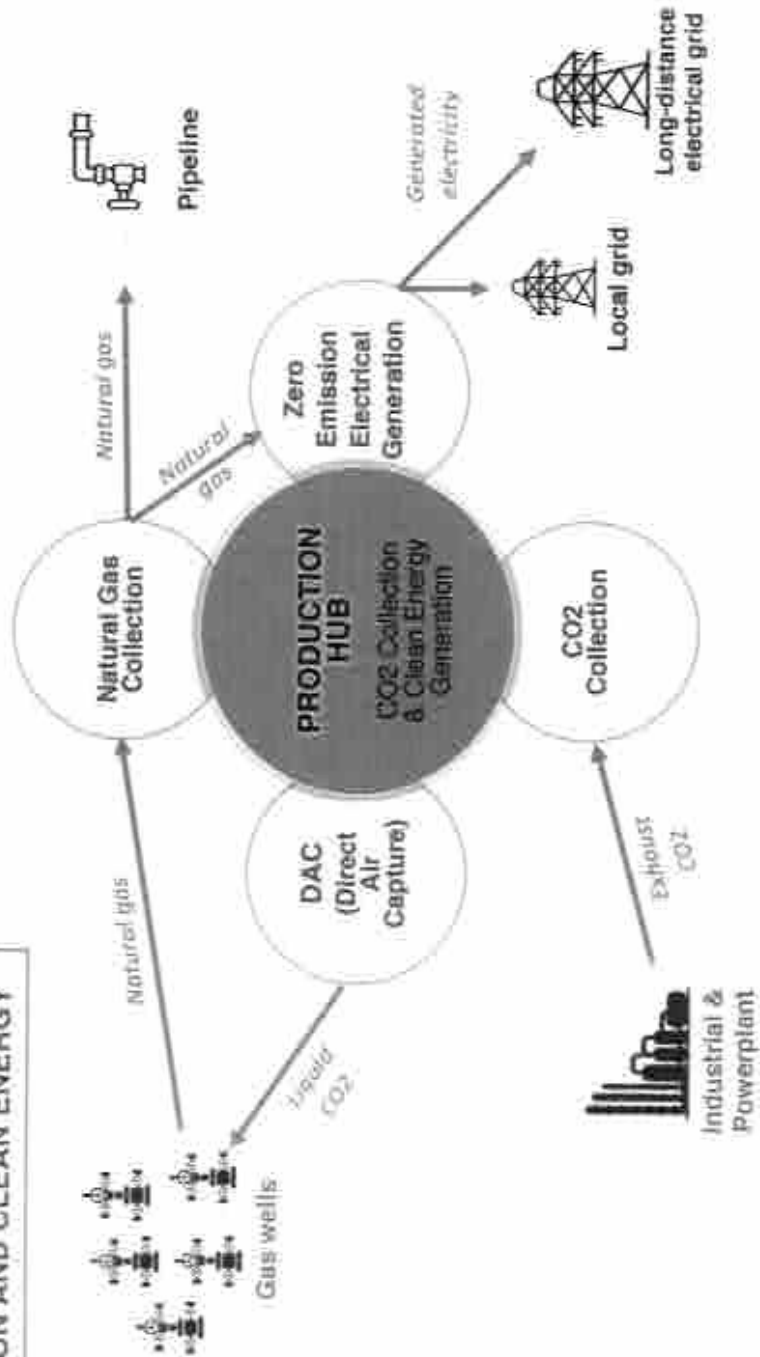 ON AND CLEAN ENERGY
Natural gas
Natural Gas
Collection
Natural gas
Pipeline
Natural
gas
Gas wells
Liquid
CO2
DAC
(Direct
Air
Capture)
PRODUCTION
HUB
CO2 Collection
& Clean Energy
Generation
Zero
Emission
Electrical
Generation
Generated
electricity
Industrial &
Powerplant
Exhaust
CO2
CO2
Collection
Local grid
Long-distance
electrical grid